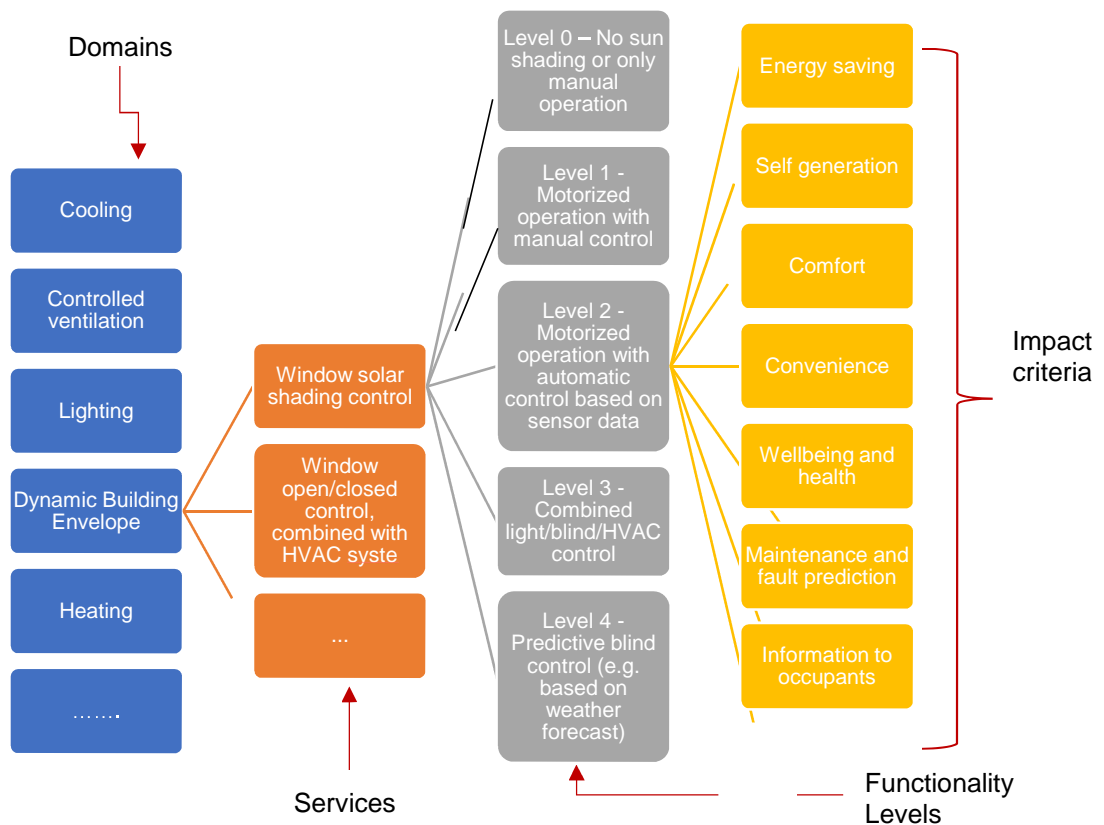 Domains
Cooling
Controlled
ventilation
Lighting
Dynamic Building
Envelope
Heating
…….
Window solar
shading control
Window
open/closed
control,
combined with
HVAC syste
...
Services
Level 0 – No sun
shading or only
manual
operation
Level 1 -
Motorized
operation with
manual control
Level 2 -
Motorized
operation with
automatic
control based on
sensor data
Level 3 -
Combined
light/blind/HVAC
control
Level 4 -
Predictive blind
control (e.g.
based on
weather
forecast)
Functionality
Levels
Energy saving
Self generation
Comfort
Convenience
Wellbeing and
health
Maintenance and
fault prediction
Information to
occupants
Impact
criteria